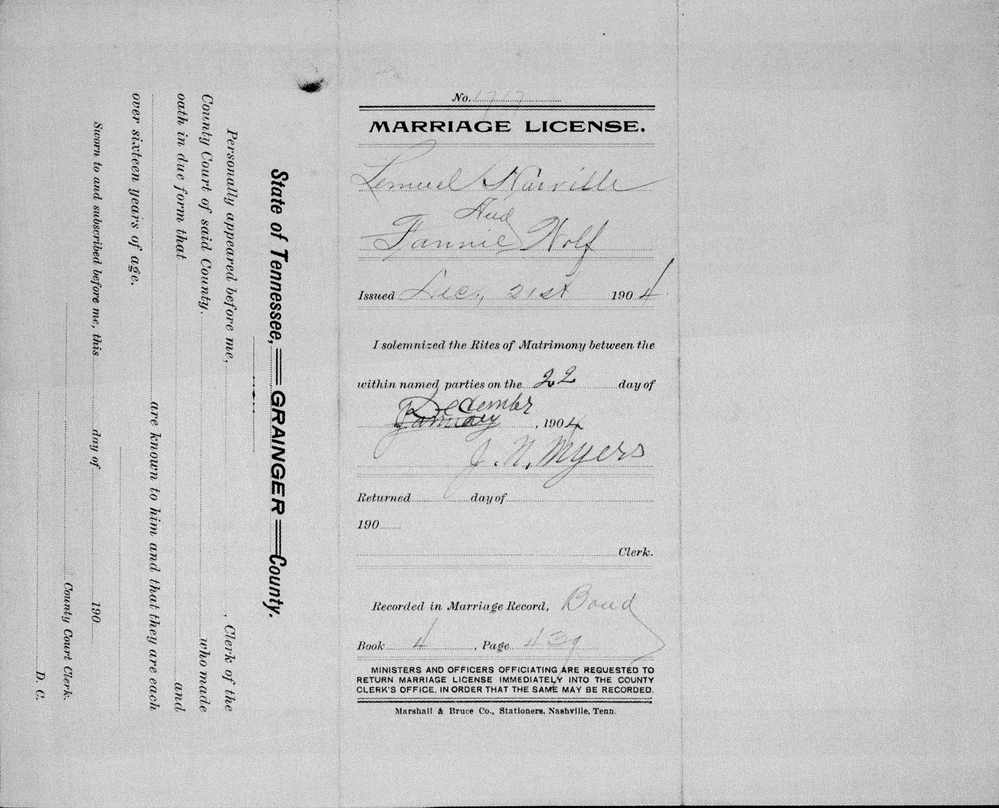 No. 1717
MARRIAGE LICENSE.
Lemuel
And
Fannie Wolf
Issued Dec, 21st 1904
I solemnized the Rites of Matrimony between the
within named parties on the 22 day of
December
January, 1904
J. N. Myers
Returned day of
190
Clerk.
Recorded in Marriage Record, Bond
Book 4, Page 439
MINISTERS AND OFFICERS OFFICIATING ARE REQUESTED TO
RETURN MARRIAGE LICENSE IMMEDIATELY INTO THE COUNTY
CLERK'S OFFICE, IN ORDER THAT THE SAME MAY BE RECORDED.
Marshall & Bruce Co., Stationers, Nashville, Tenn.
State of Tennessee, GRAINGER County.
Personally appeared before me, , Clerk of the
County Court of said County. who made
oath in due form that and
are known to him and that they are each
over sixteen years of age.
Sworn to and subscribed before me, this day of 190
County Court Clerk.
D. C.